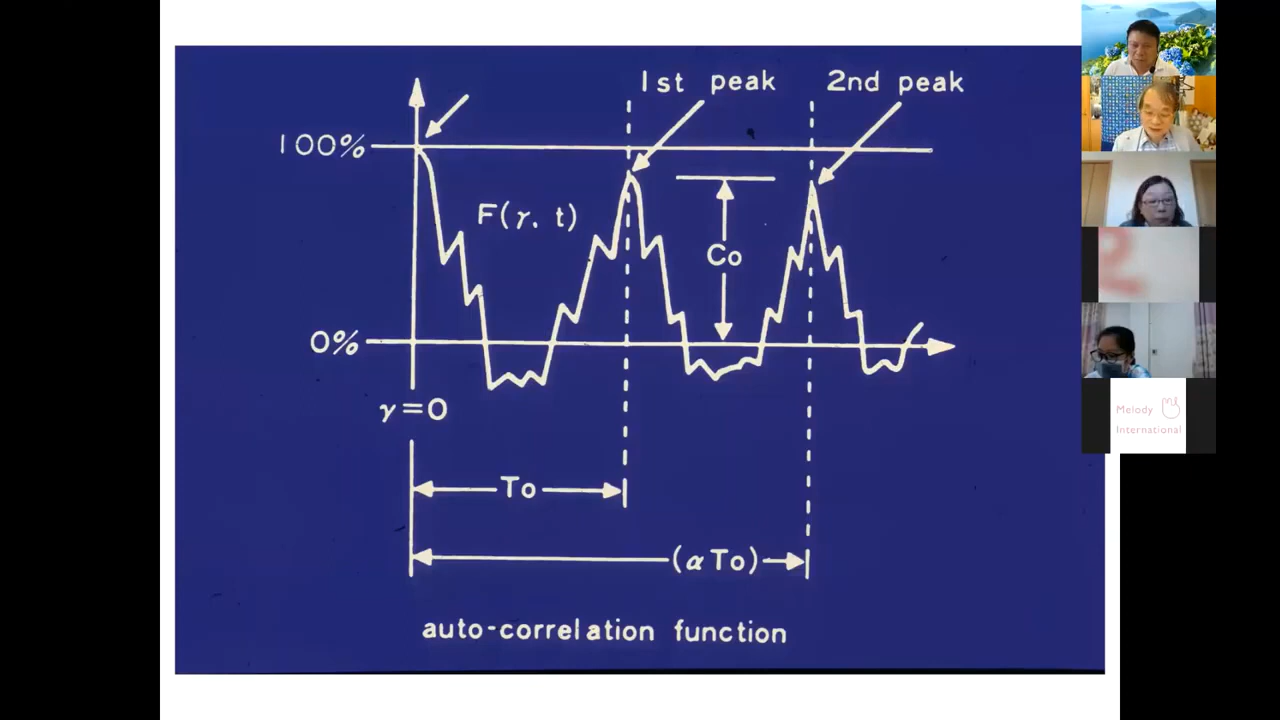 1st peak
2nd peak
100%
F(γ, t)
Co
0%
γ=0
To
(αTo)
auto-correlation function
Melody
International